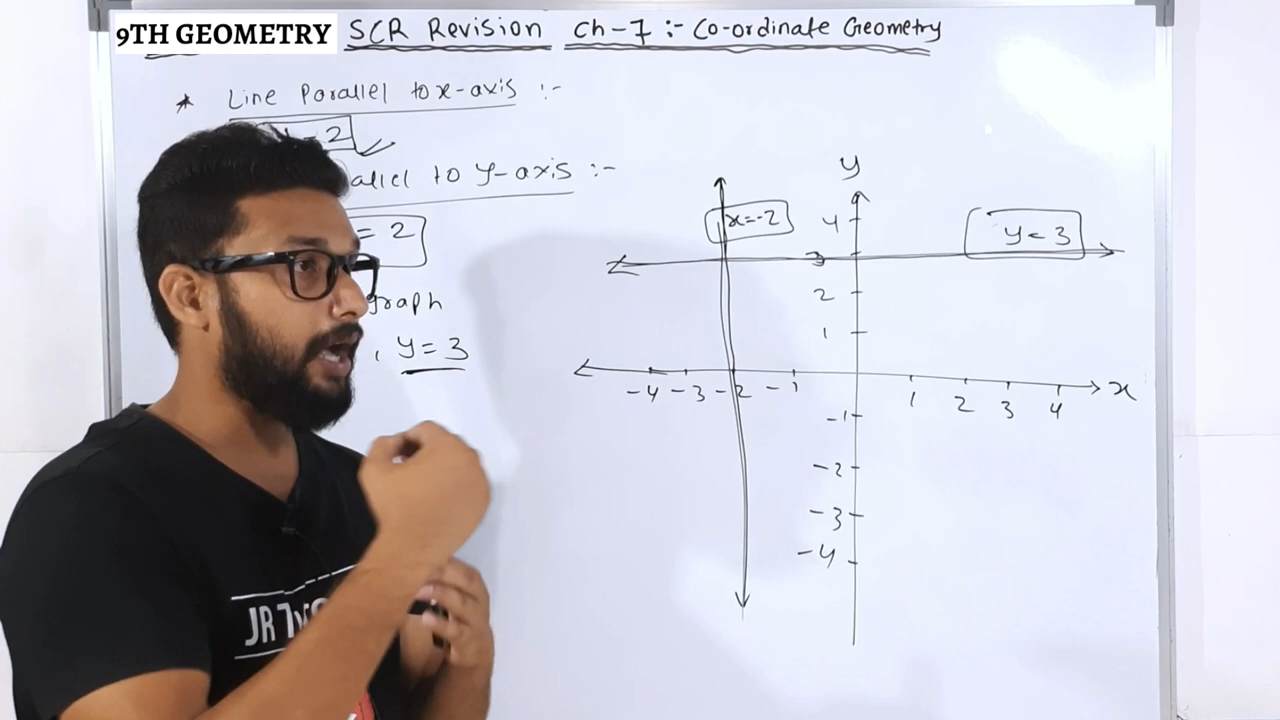 9TH GEOMETRY SCR Revision Ch-7 :- Co-ordinate Geometry
* Line Parallel to x-axis :-
2
to y-axis :-
= 2
graph
, y = 3
y
4
x=-2
y= 3
3
2
1
-4 -3 -2 -1 1 2 3 4 x
-1
-2
-3
-4
JR